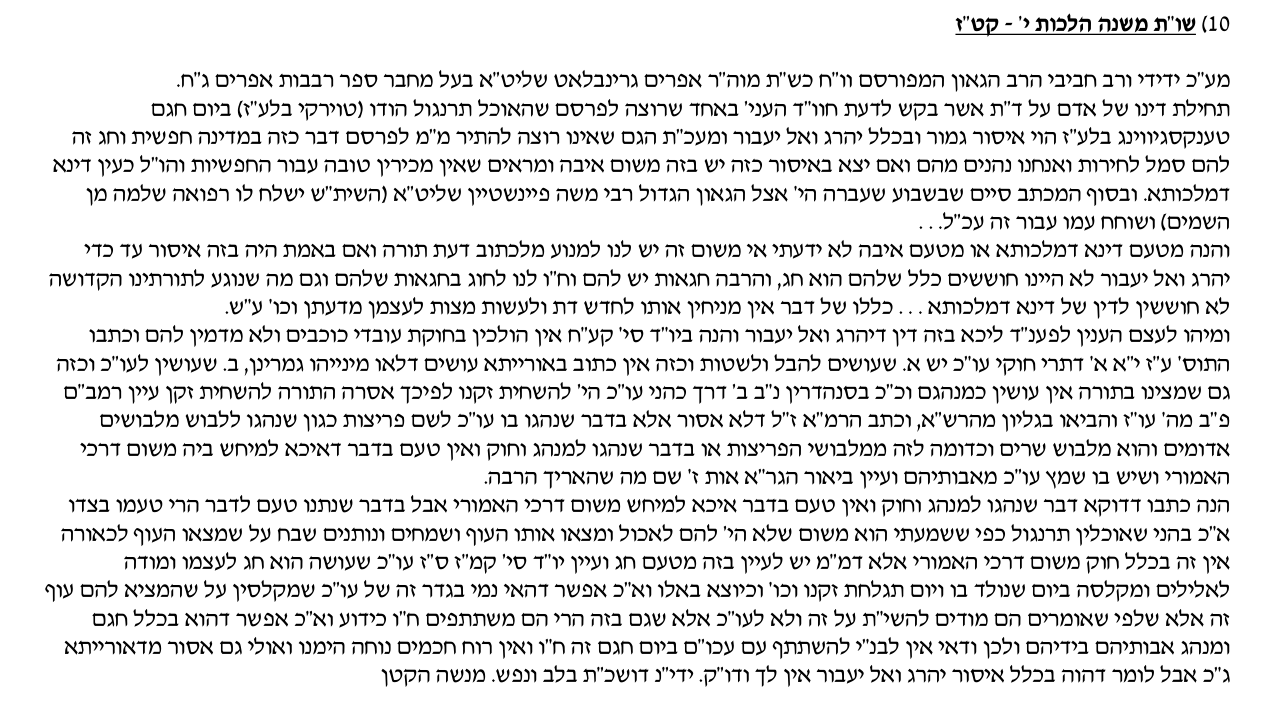 10) שו"ת משנה הלכות י' - קט"ז
מע"כ ידידי ורב חביבי הרב הגאון המפורסם וו"ח כש"ת מוה"ר אפרים גרינבלאט שליט"א בעל מחבר ספר רבבות אפרים ג"ח.
תחילת דינו של אדם על ד"ת אשר בקש לדעת חוו"ד העני' באחד שרוצה לפרסם שהאוכל תרנגול הודו (טוירקי בלע"ז) ביום חגם
טענקסגיווינג בלע"ז הוי איסור גמור ובכלל יהרג ואל יעבור ומעכ"ת הגם שאינו רוצה להתיר מ"מ לפרסם דבר כזה במדינה חפשית וחג זה
להם סמל לחירות ואנחנו נהנים מהם ואם יצא באיסור כזה יש בזה משום איבה ומראים שאין מכירין טובה עבור החפשיות והו"ל כעין דינא
דמלכותא. ובסוף המכתב סיים שבשבוע שעברה הי' אצל הגאון הגדול רבי משה פיינשטיין שליט"א (השית"ש ישלח לו רפואה שלמה מן
השמים) ושוחח עמו עבור זה עכ"ל...
והנה מטעם דינא דמלכותא או מטעם איבה לא ידעתי אי משום זה יש לנו למנוע מלכתוב דעת תורה ואם באמת היה בזה איסור עד כדי
יהרג ואל יעבור לא היינו חוששים כלל שלהם הוא חג, והרבה חגאות יש להם וח"ו לנו לחוג בחגאות שלהם וגם מה שנוגע לתורתינו הקדושה
לא חוששין לדין של דינא דמלכותא... כללו של דבר אין מניחין אותו לחדש דת ולעשות מצות לעצמן מדעתן וכו' ע"ש.
ומיהו לעצם הענין לפענ"ד ליכא בזה דין דיהרג ואל יעבור והנה ביו"ד סי' קע"ח אין הולכין בחוקת עובדי כוכבים ולא מדמין להם וכתבו
התוס' ע"ז י"א א' דתרי חוקי עו"כ יש א. שעושים להבל ולשטות וכזה אין כתוב באורייתא עושים דלאו מינייהו גמרינן, ב. שעושין לעו"כ וכזה
גם שמצינו בתורה אין עושין כמנהגם וכ"כ בסנהדרין נ"ב ב' דרך כהני עו"כ הי' להשחית זקנו לפיכך אסרה התורה להשחית זקן עיין רמב"ם
פ"ב מה' עו"ז והביאו בגליון מהרש"א, וכתב הרמ"א ז"ל דלא אסור אלא בדבר שנהגו בו עו"כ לשם פריצות כגון שנהגו ללבוש מלבושים
אדומים והוא מלבוש שרים וכדומה לזה ממלבושי הפריצות או בדבר שנהגו למנהג וחוק ואין טעם בדבר דאיכא למיחש ביה משום דרכי
האמורי ושיש בו שמץ עו"כ מאבותיהם ועיין ביאור הגר"א אות ז' שם מה שהאריך הרבה.
הנה כתבו דדוקא דבר שנהגו למנהג וחוק ואין טעם בדבר איכא למיחש משום דרכי האמורי אבל בדבר שנתנו טעם לדבר הרי טעמו בצדו
א"כ בהני שאוכלין תרנגול כפי ששמעתי הוא משום שלא הי' להם לאכול ומצאו אותו העוף ושמחים ונותנים שבח על שמצאו העוף לכאורה
אין זה בכלל חוק משום דרכי האמורי אלא דמ"מ יש לעיין בזה מטעם חג ועיין יו"ד סי' קמ"ז ס"ז עו"כ שעושה הוא חג לעצמו ומודה
לאלילים ומקלסה ביום שנולד בו ויום תגלחת זקנו וכו' וכיוצא באלו וא"כ אפשר דהאי נמי בגדר זה של עו"כ שמקלסין על שהמציא להם עוף
זה אלא שלפי שאומרים הם מודים להשי"ת על זה ולא לעו"כ אלא שגם בזה הרי הם משתתפים ח"ו כידוע וא"כ אפשר דהוא בכלל חגם
ומנהג אבותיהם בידיהם ולכן ודאי אין לבנ"י להשתתף עם עכו"ם ביום חגם זה ח"ו ואין רוח חכמים נוחה הימנו ואולי גם אסור מדאורייתא
ג"כ אבל לומר דהוה בכלל איסור יהרג ואל יעבור אין לך ודו"ק. ידי"נ דושכ"ת בלב ונפש. מנשה הקטן